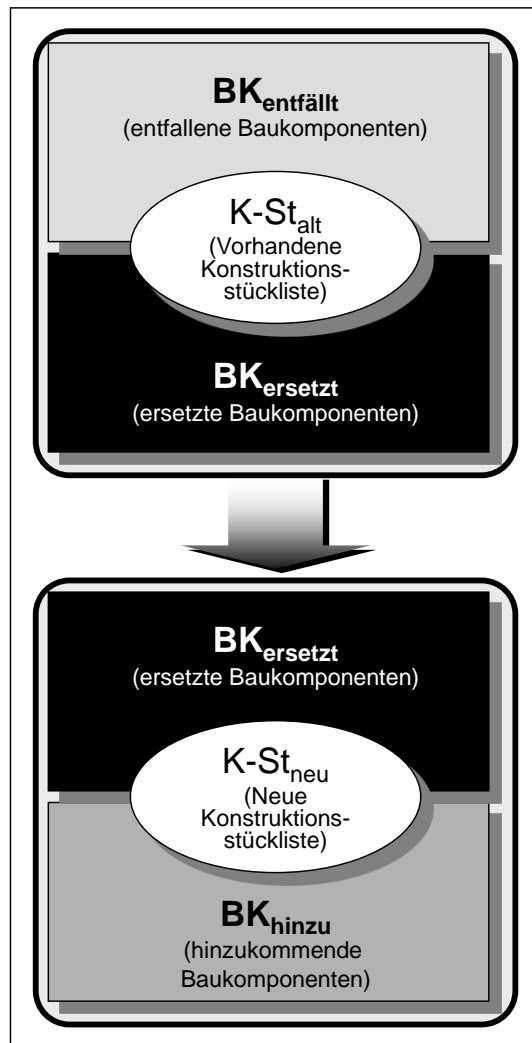 BKentfällt
(entfallene Baukomponenten)
K-Stalt
(Vorhandene
Konstruktions-
stückliste)
BKersetzt
(ersetzte Baukomponenten)
BKersetzt
(ersetzte Baukomponenten)
K-Stneu
(Neue
Konstruktions-
stückliste)
BKhinzu
(hinzukommende
Baukomponenten)